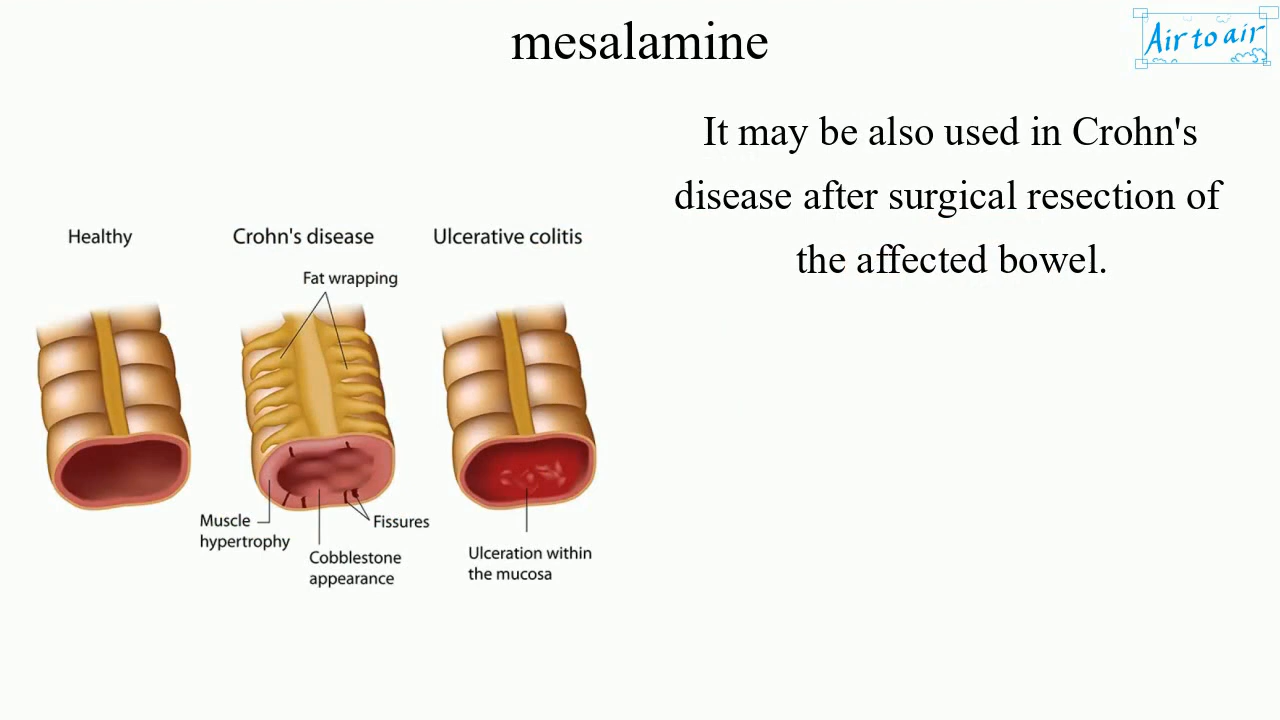 mesalamine
Air to air
It may be also used in Crohn's
disease after surgical resection of
the affected bowel.
Healthy
Crohn's disease
Ulcerative colitis
Fat wrapping
Muscle
hypertrophy
Fissures
Cobblestone
appearance
Ulceration within
the mucosa